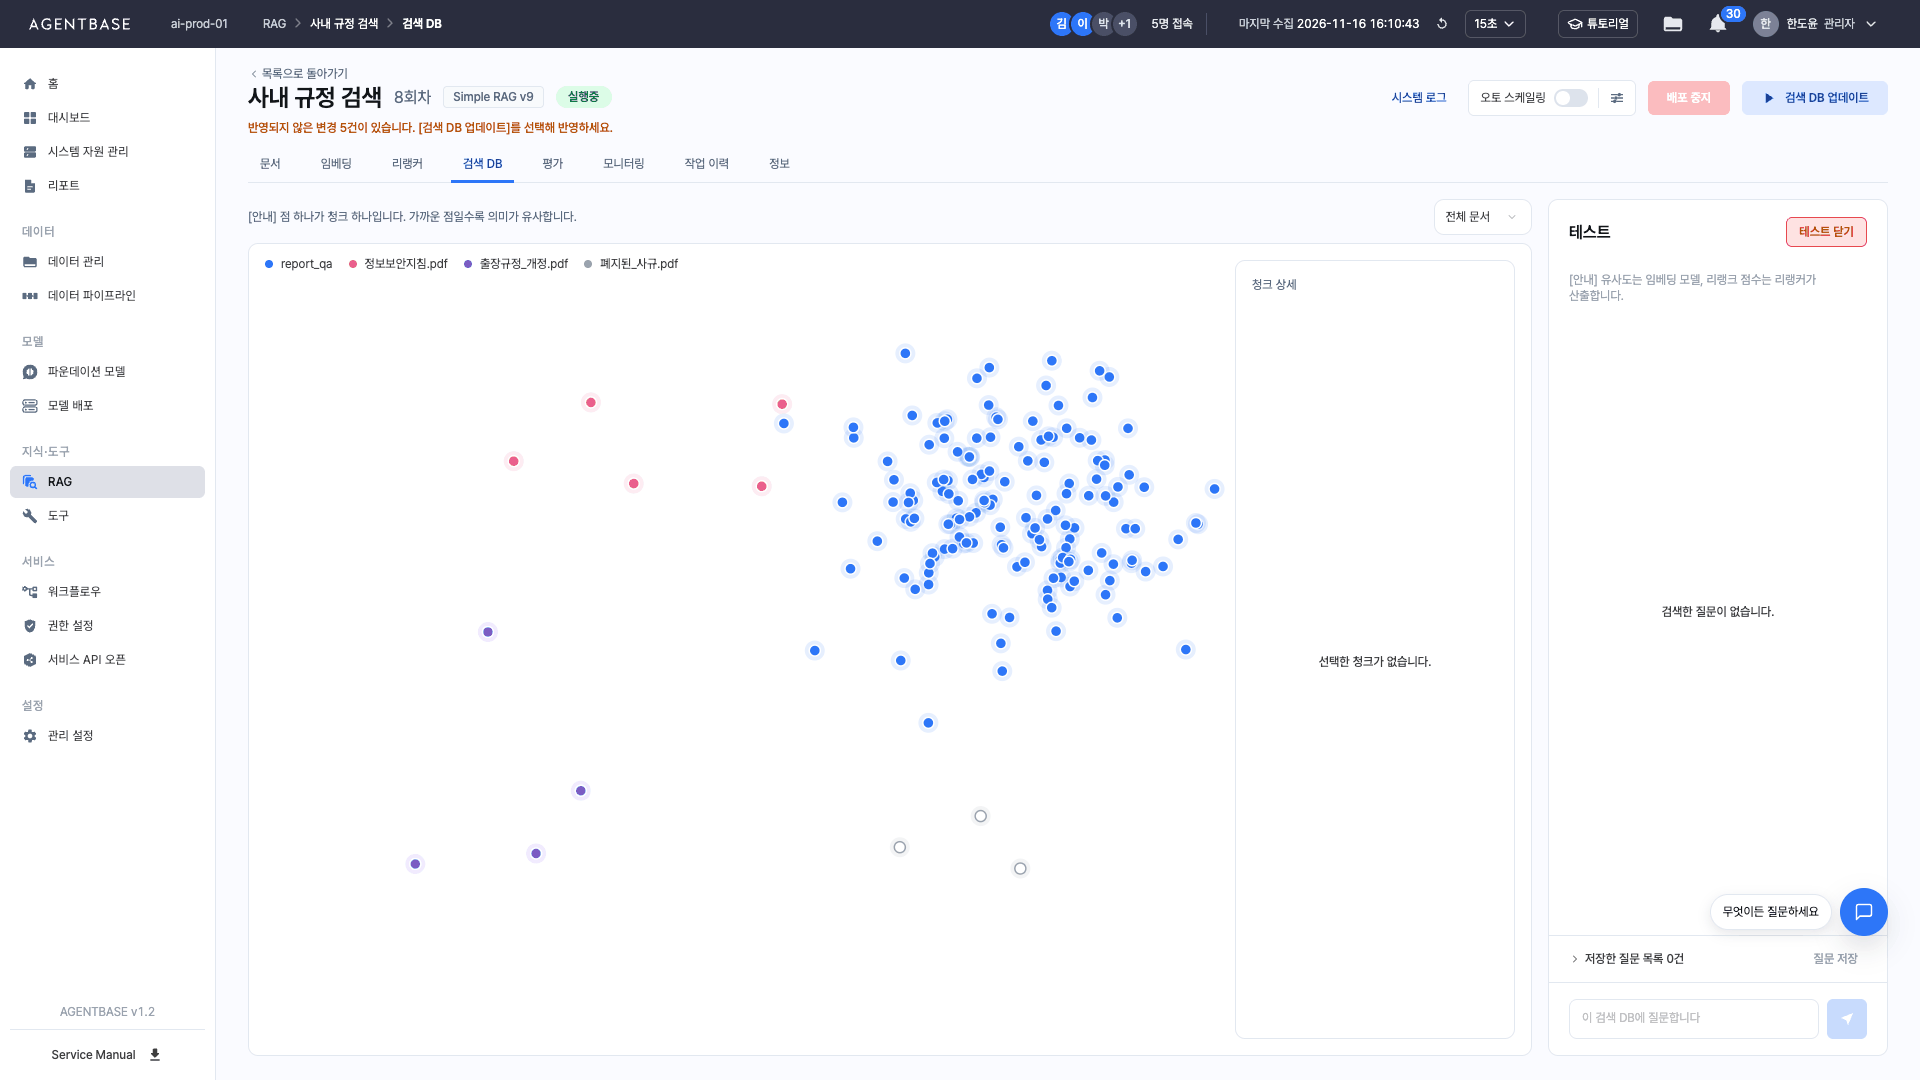 AGENTBASE
ai-prod-01
RAG > 사내 규정 검색 > 검색 DB
김 이 박 +1 5명 접속
마지막 수집 2026-11-16 16:10:43
15초
튜토리얼
30
한 한도윤 관리자
홈
대시보드
시스템 자원 관리
리포트
데이터
데이터 관리
데이터 파이프라인
모델
파운데이션 모델
모델 배포
지식·도구
RAG
도구
서비스
워크플로우
권한 설정
서비스 API 오픈
설정
관리 설정
AGENTBASE v1.2
Service Manual
목록으로 돌아가기
사내 규정 검색 8회차 Simple RAG v9 실행중
반영되지 않은 변경 5건이 있습니다. [검색 DB 업데이트]를 선택해 반영하세요.
시스템 로그
오토 스케일링
배포 중지
검색 DB 업데이트
문서 임베딩 리랭커 검색 DB 평가 모니터링 작업 이력 정보
[안내] 점 하나가 청크 하나입니다. 가까운 점일수록 의미가 유사합니다.
전체 문서
report_qa 정보보안지침.pdf 출장규정_개정.pdf 폐지된_사규.pdf
청크 상세
선택한 청크가 없습니다.
테스트
테스트 닫기
[안내] 유사도는 임베딩 모델, 리랭크 점수는 리랭커가
산출합니다.
검색한 질문이 없습니다.
무엇이든 질문하세요
저장한 질문 목록 0건
질문 저장
이 검색 DB에 질문합니다